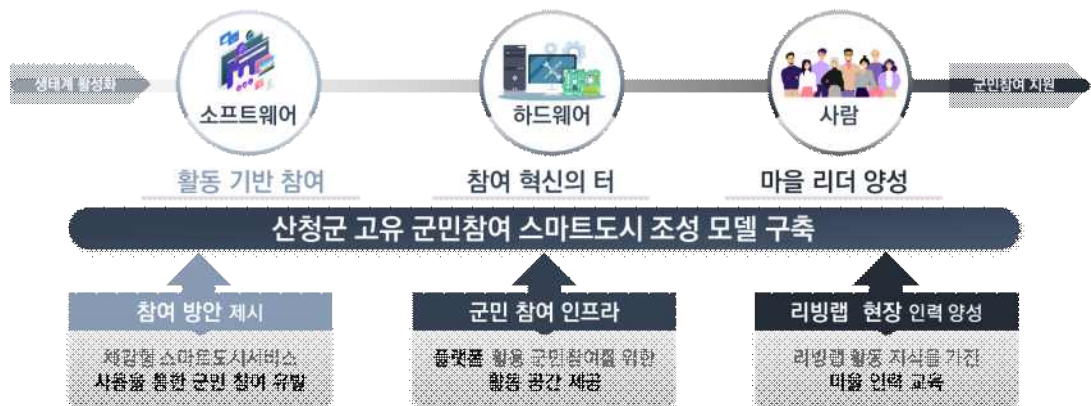 생태계 활성화
소프트웨어
하드웨어
사람
군민참여 지원
활동 기반 참여
참여 혁신의 터
마을 리더 양성
산청군 고유 군민참여 스마트도시 조성 모델 구축
참여 방안 제시
군민 참여 인프라
리빙랩 현장 인력 양성
체감형 스마트도시서비스
사용을 통한 군민 참여 유발
플랫폼 활용 군민참여를 위한
활동 공간 제공
리빙랩 활동 지식을 가진
마을 인력 교육